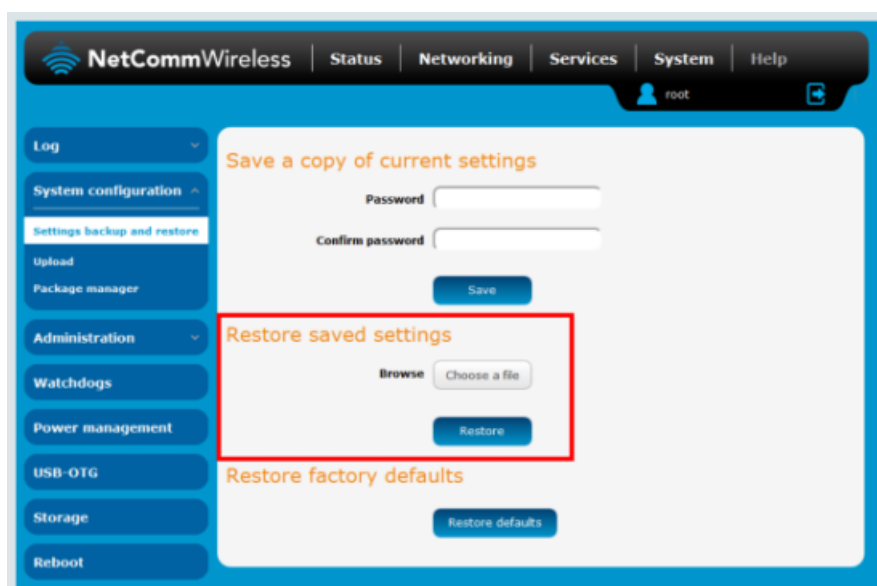 NetCommWireless Status Networking Services System Help
root
Log
System configuration
Settings backup and restore
Upload
Package manager
Administration
Watchdogs
Power management
USB-OTG
Storage
Reboot
Save a copy of current settings
Password
Confirm password
Save
Restore saved settings
Browse Choose a file
Restore
Restore factory defaults
Restore defaults